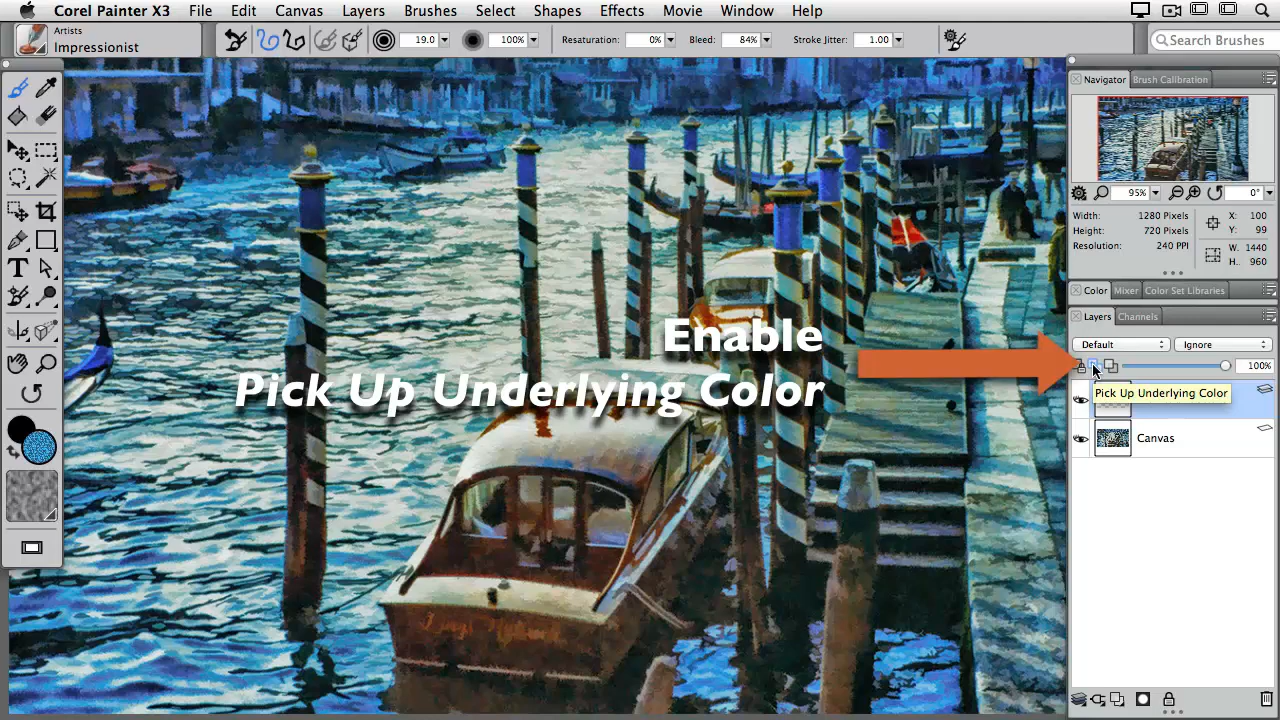 Corel Painter X3 File Edit Canvas Layers Brushes Select Shapes Effects Movie Window Help
Artists
Impressionist
19.0 100% Resaturation: 0% Bleed: 84% Stroke Jitter: 1.00
Search Brushes
Navigator Brush Calibration
95% 0°
Width: 1280 Pixels X: 100
Height: 720 Pixels Y: 99
Resolution: 240 PPI W. 1440
H. 960
Color Mixer Color Set Libraries
Layers Channels
Default Ignore
100%
Pick Up Underlying Color
Canvas
T
Enable
Pick Up Underlying Color